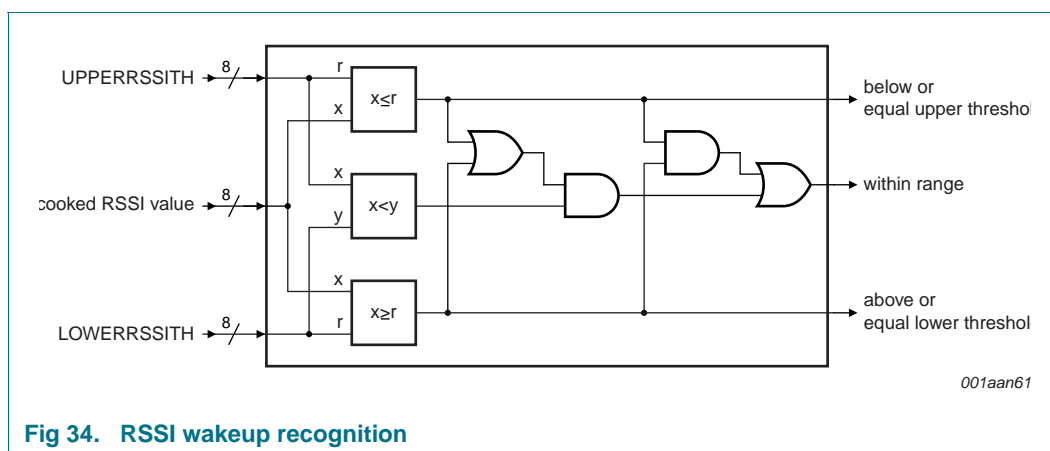 UPPERRSSITH
8
r
x≤r
x
below or
equal upper threshol
x
cooked RSSI value
8
x<y
y
within range
x
LOWERRSSITH
8
x≥r
r
above or
equal lower threshold
001aan61
Fig 34. RSSI wakeup recognition